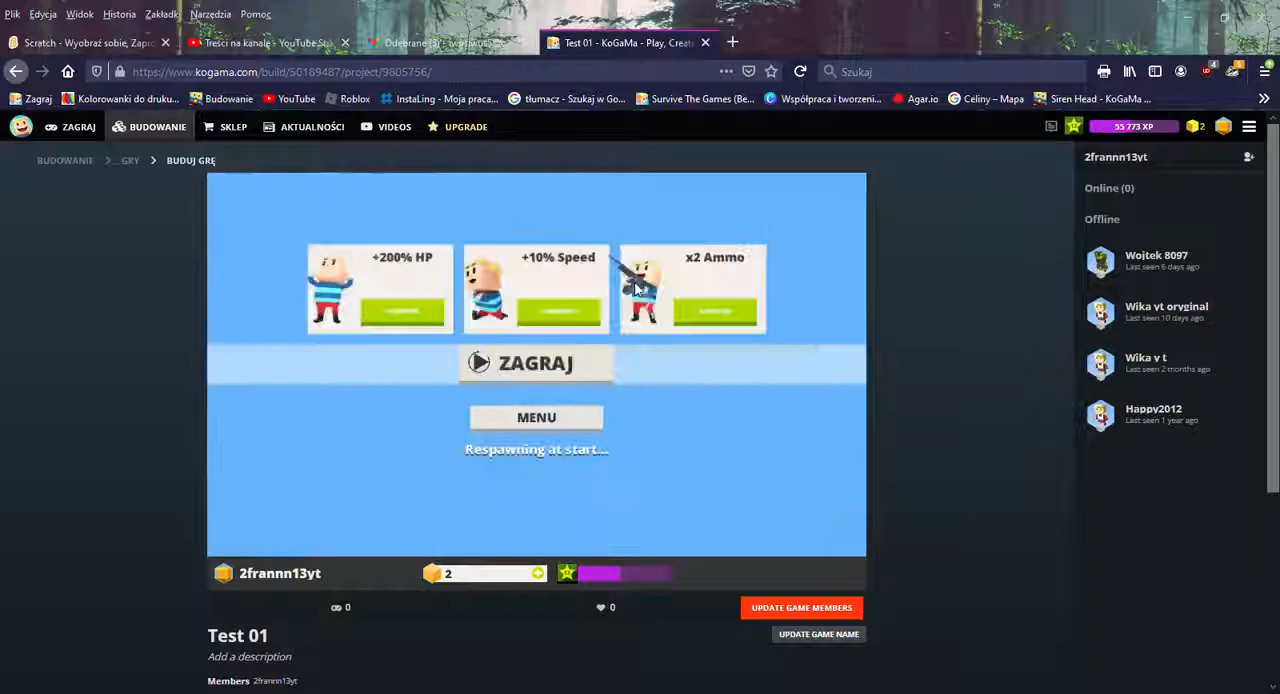 Plik Edycja Widok Historia Zakładki Narzędzia Pomoc
Scratch - Wyobraź sobie, Zapro
Treści na kanale - YouTube Stu
Test 01 - KoGaMa - Play, Create
https://www.kogama.com/build/50189487/project/9805756/
Szukaj
Zagraj
Kolorowanki do druku...
Budowanie
YouTube
Roblox
InstaLing - Moja praca...
tłumacz - Szukaj w Go...
Survive The Games (Be...
Współpraca i tworzeni...
Agar.io
Celiny – Mapa
Siren Head - KoGaMa ...
ZAGRAJ
BUDOWANIE
SKLEP
AKTUALNOŚCI
VIDEOS
UPGRADE
55 773 XP
2
BUDOWANIE
GRY
BUDUJ GRĘ
2frannn13yt
Online (0)
Offline
Wojtek 8097
Last seen 6 days ago
Wika yt oryginal
Last seen 10 days ago
Wika y t
Last seen 2 months ago
Happy2012
Last seen 1 year ago
+200% HP
+10% Speed
x2 Ammo
ZAGRAJ
MENU
Respawning at start...
2frannn13yt
2
0
0
UPDATE GAME MEMBERS
UPDATE GAME NAME
Test 01
Add a description
Members 2frannn13yt